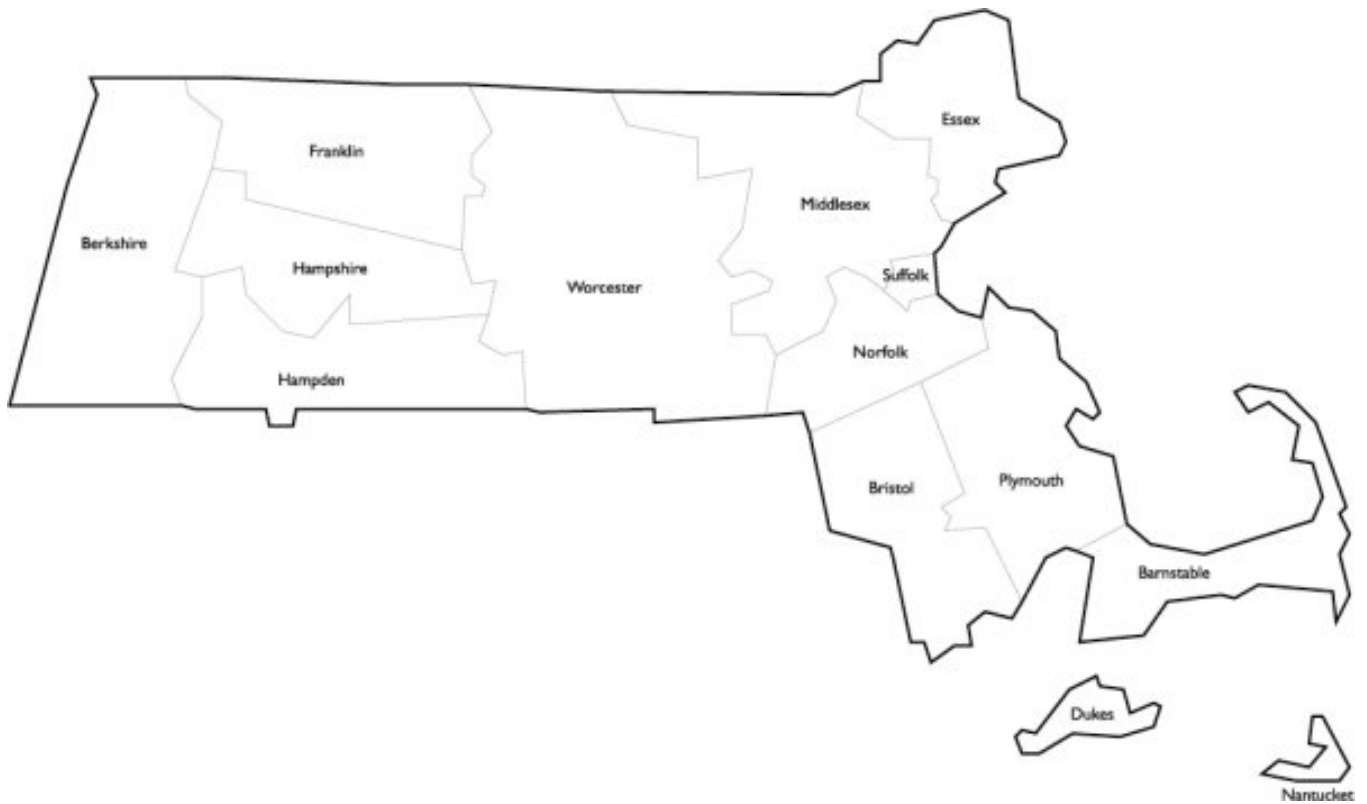 Essex
Franklin
Middlesex
Berkshire
Hampshire
Suffolk
Worcester
Norfolk
Hampden
Bristol
Plymouth
Barnstable
Dukes
Nantucket